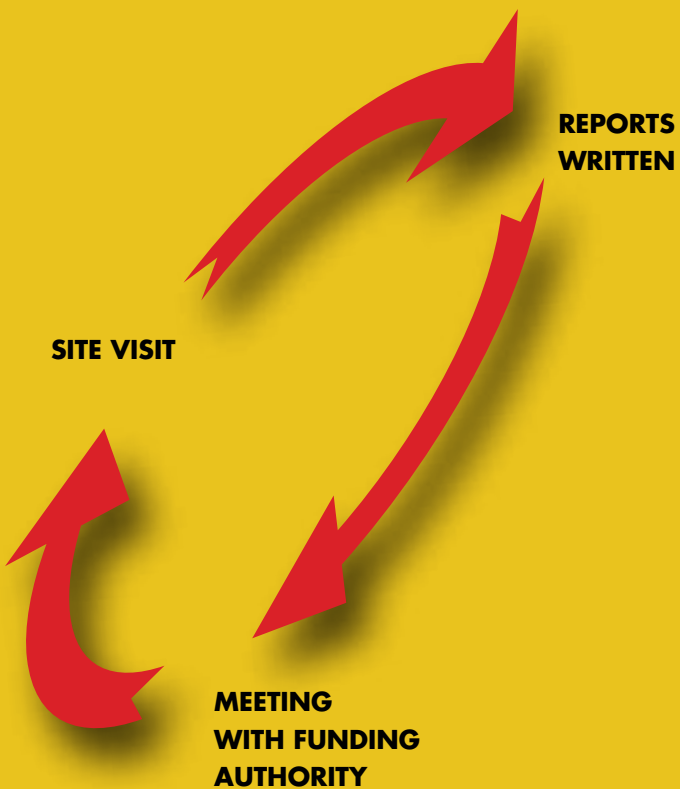 REPORTS
WRITTEN
SITE VISIT
MEETING
WITH FUNDING
AUTHORITY